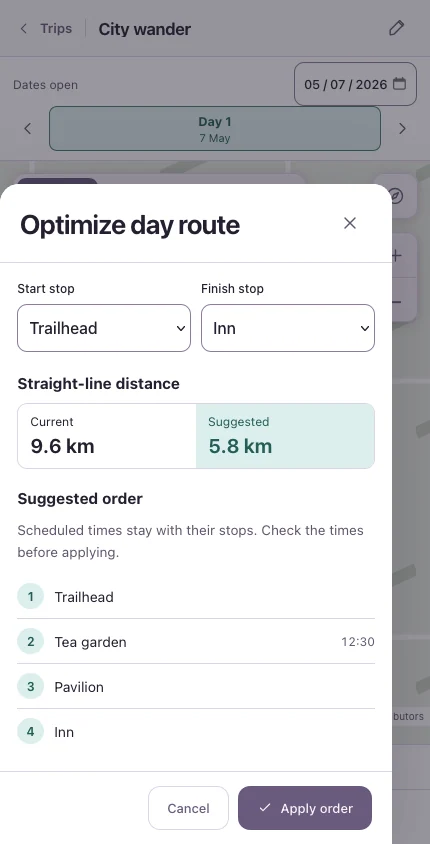 Trips
City wander
Dates open
05 / 07 / 2026
Day 1
7 May
Optimize day route
Start stop
Finish stop
Trailhead
Inn
Straight-line distance
Current
Suggested
9.6 km
5.8 km
Suggested order
Scheduled times stay with their stops. Check the times
before applying.
1 Trailhead
2 Tea garden 12:30
3 Pavilion
4 Inn
Cancel
Apply order